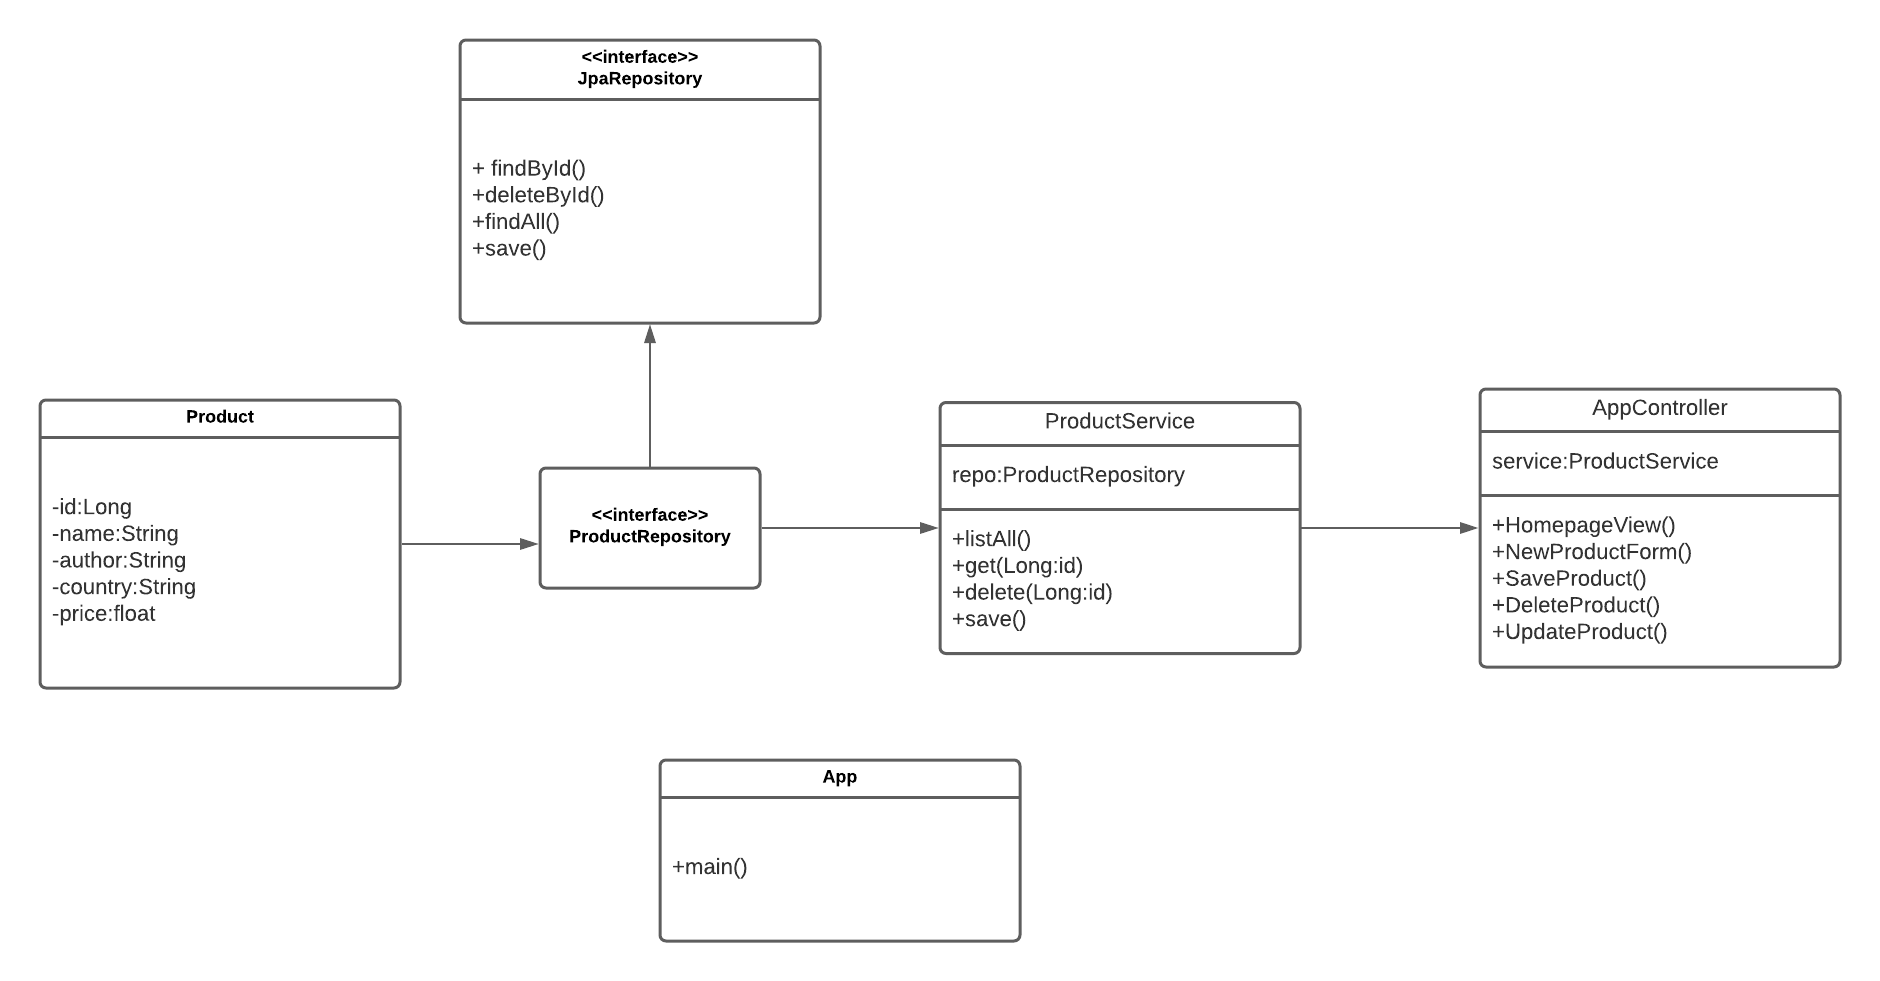 <<interface>>
JpaRepository
+ findById()
+deleteById()
+findAll()
+save()
Product
-id:Long
-name:String
-author:String
-country:String
-price:float
<<interface>>
ProductRepository
ProductService
repo:ProductRepository
+listAll()
+get(Long:id)
+delete(Long:id)
+save()
AppController
service:ProductService
+HomepageView()
+NewProductForm()
+SaveProduct()
+DeleteProduct()
+UpdateProduct()
App
+main()